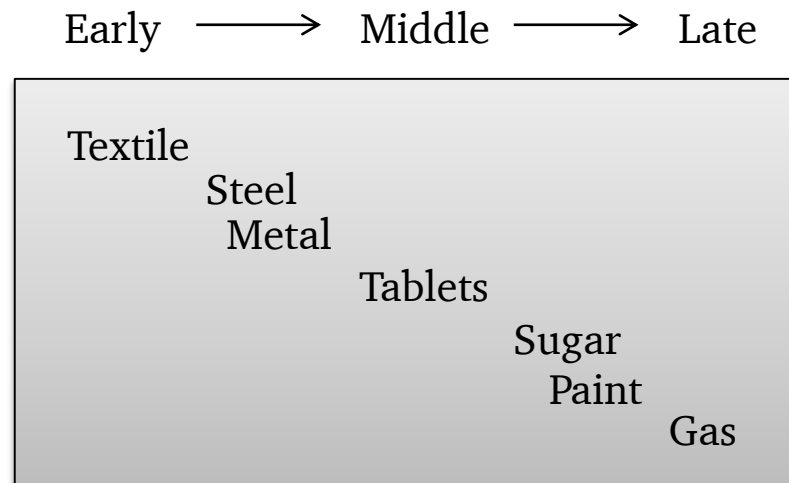 Early Middle Late
Textile
Steel
Metal
Tablets
Sugar
Paint
Gas